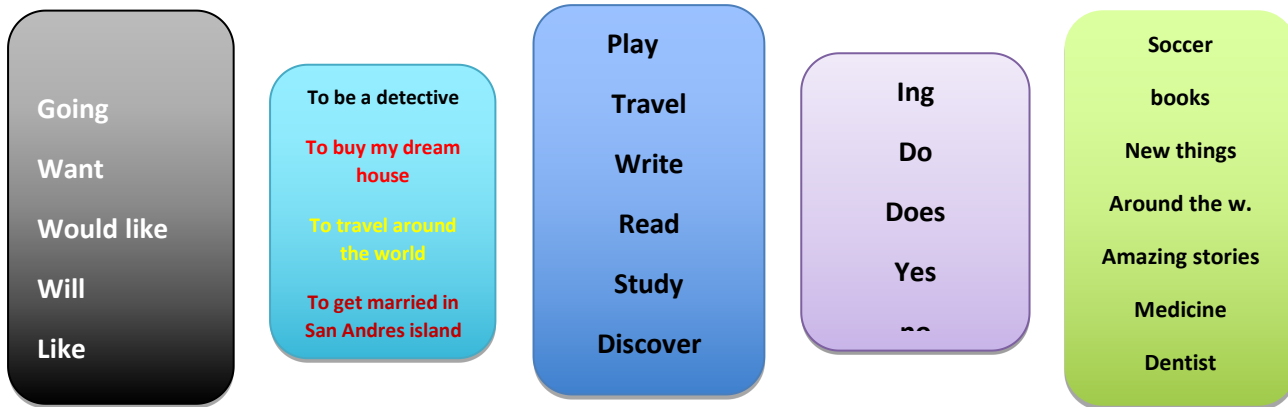 Going
Want
Would like
Will
Like
To be a detective
To buy my dream
house
To travel around
the world
To get married in
San Andres island
Play
Travel
Write
Read
Study
Discover
Ing
Do
Does
Yes
no
Soccer
books
New things
Around the w.
Amazing stories
Medicine
Dentist